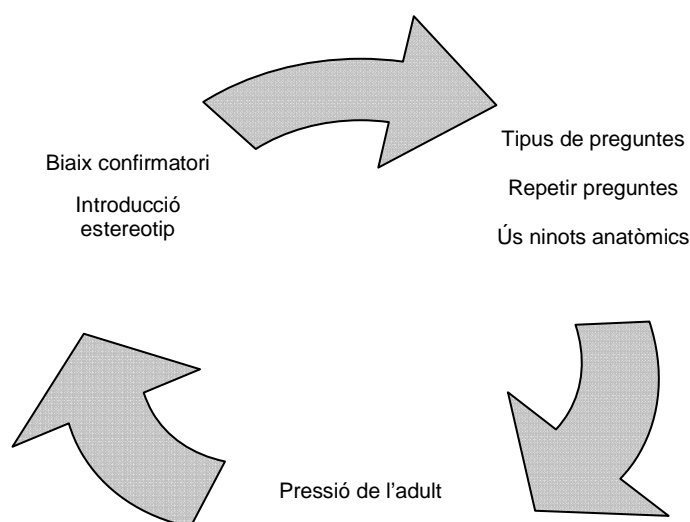 Biaix confirmatori
Introducció
estereotip
Tipus de preguntes
Repetir preguntes
Ús ninots anatòmics
Pressió de l’adult